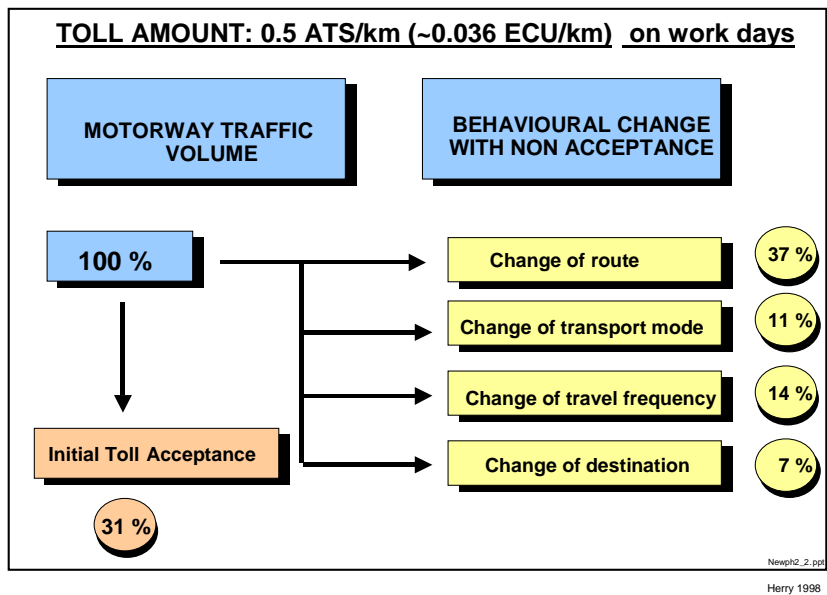 TOLL AMOUNT: 0.5 ATS/km (~0.036 ECU/km) on work days
MOTORWAY TRAFFIC
VOLUME
BEHAVIOURAL CHANGE
WITH NON ACCEPTANCE
100 %
Change of route
37 %
Change of transport mode
11 %
Change of travel frequency
14 %
Initial Toll Acceptance
Change of destination
7 %
31 %
Newph2_2.ppt
Herry 1998